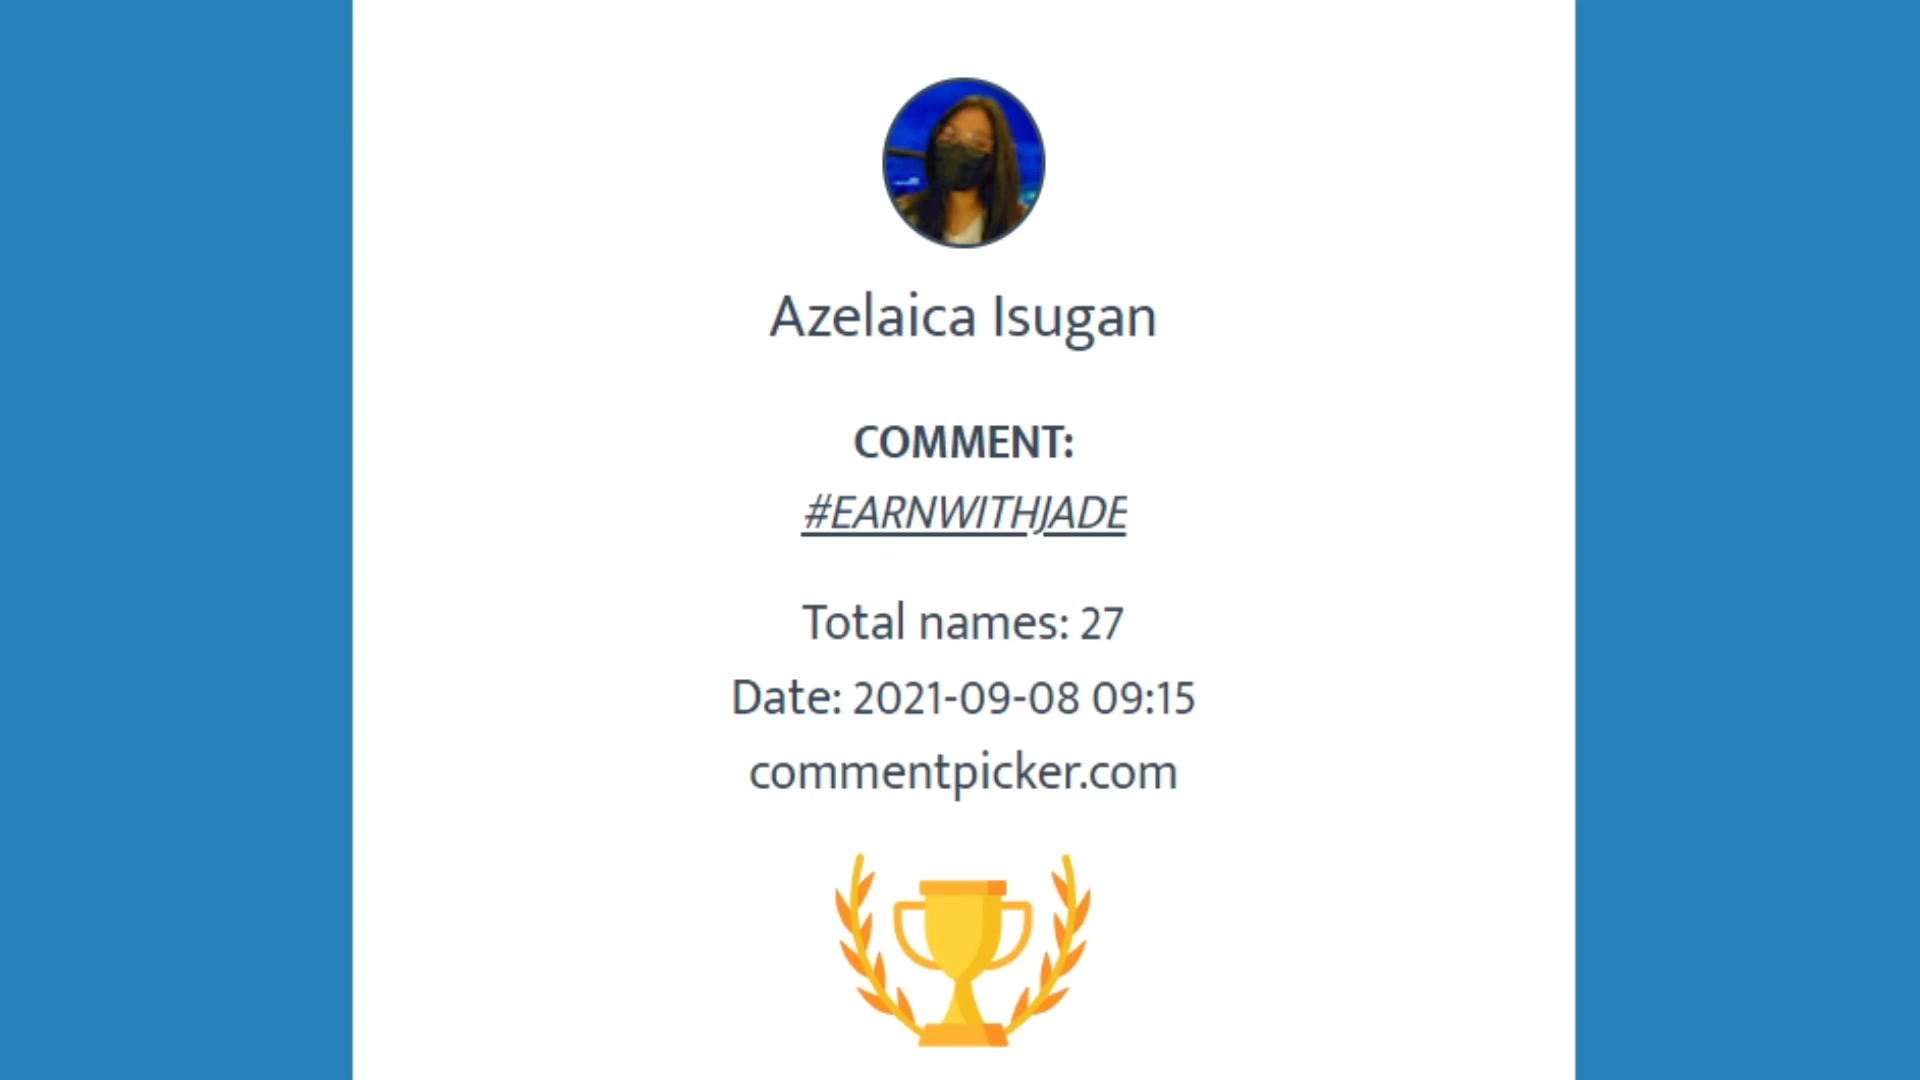 Azelaica Isugan
COMMENT:
#EARNWITHJADE
Total names: 27
Date: 2021-09-08 09:15
commentpicker.com